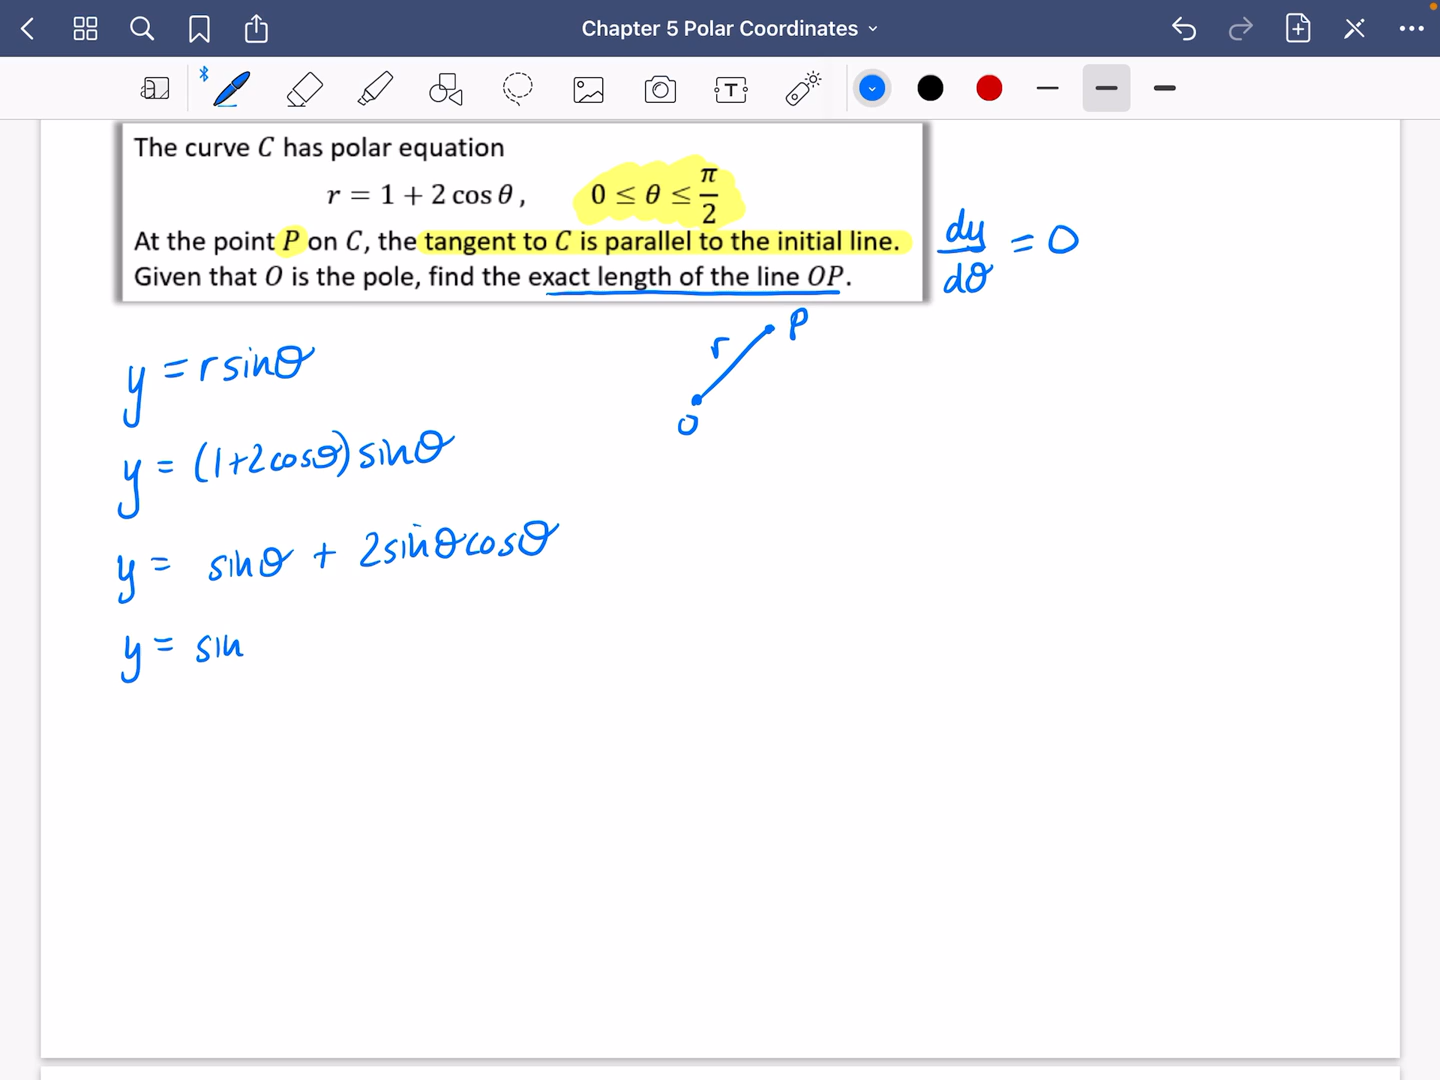 Chapter 5 Polar Coordinates
The curve C has polar equation
r = 1 + 2 cos θ , 0 ≤ θ ≤ π/2
At the point P on C, the tangent to C is parallel to the initial line.
Given that O is the pole, find the exact length of the line OP.
dy/dθ = 0
P
r
O
y = r sinθ
y = (1+2cosθ) sinθ
y = sinθ + 2sinθcosθ
y = sin